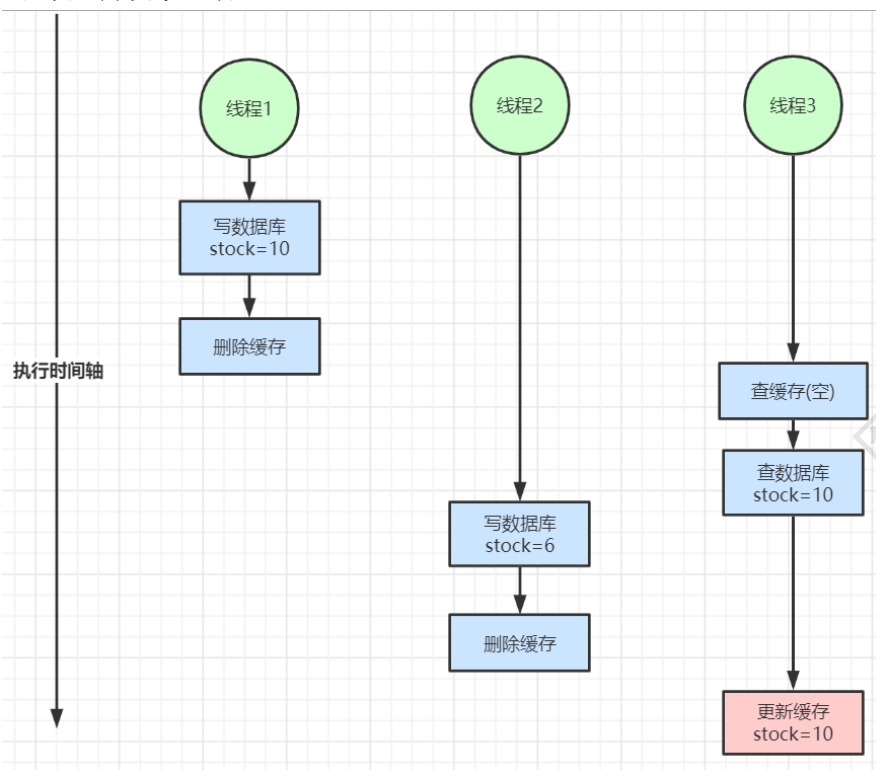 线程1
线程2
线程3
写数据库
stock=10
删除缓存
执行时间轴
查缓存(空)
查数据库
stock=10
写数据库
stock=6
删除缓存
更新缓存
stock=10